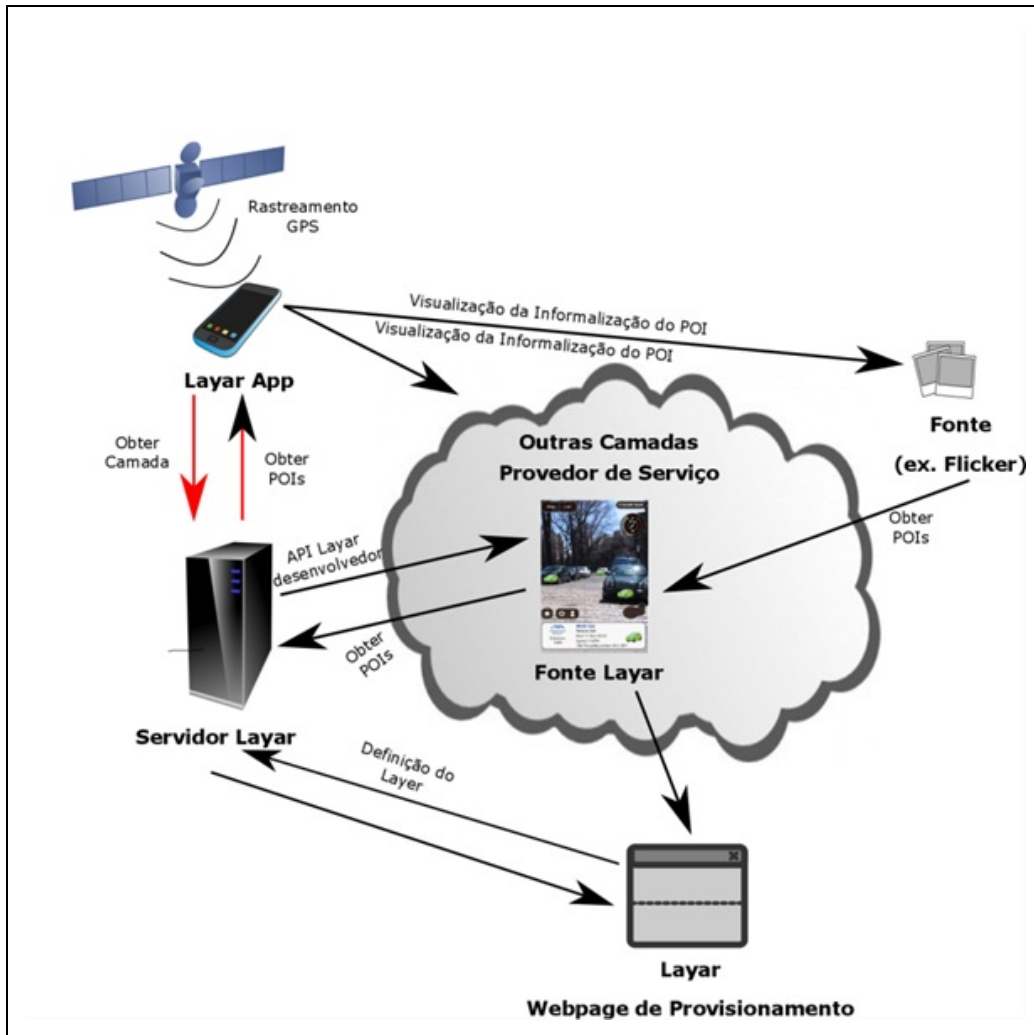 Rastreamento
GPS
Visualização da Informalização do POI
Visualização da Informalização do POI
Layar App
Fonte
(ex. Flicker)
Obter
Camada
Obter
POIs
Outras Camadas
Provedor de Serviço
Obter
POIs
API Layar
desenvolvedor
Obter
POIs
Fonte Layar
Servidor Layar
Definição do
Layer
Layar
Webpage de Provisionamento